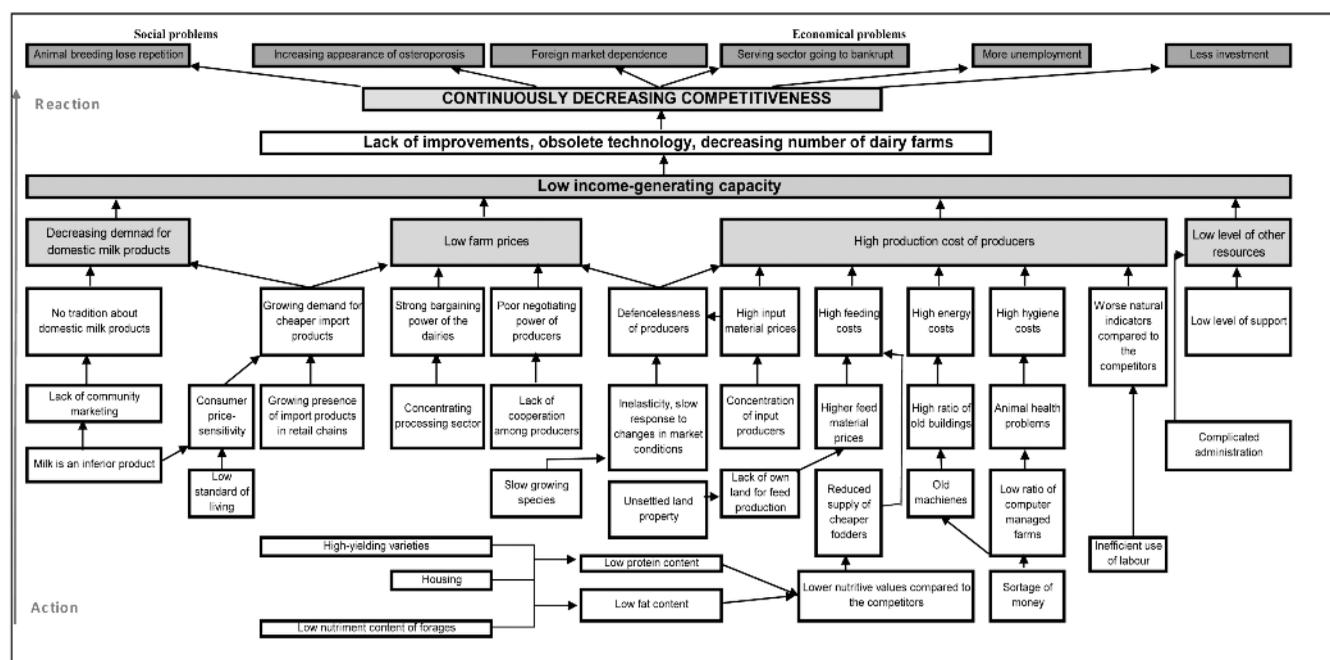 Social problems
Economical problems
Animal breeding lose repetition
Increasing appearance of osteoporosis
Foreign market dependence
Serving sector going to bankrupt
More unemployment
Less investment
Reaction
CONTINUOUSLY DECREASING COMPETITIVENESS
Lack of improvements, obsolete technology, decreasing number of dairy farms
Low income-generating capacity
Decreasing demnad for
domestic milk products
Low farm prices
High production cost of producers
Low level of other
resources
No tradition about
domestic milk products
Growing demand for
cheaper import
products
Strong bargaining
power of the
dairies
Poor negotiating
power of
producers
Defencelessness
of producers
High input
material prices
High feeding
costs
High energy
costs
High hygiene
costs
Worse natural
indicators
compared to
the
competitors
Low level of support
Lack of community
marketing
Consumer
price-
sensitivity
Growing presence
of import products
in retail chains
Concentrating
processing sector
Lack of
cooperation
among producers
Inelasticity, slow
response to
changes in market
conditions
Concentration
of input
producers
Higher feed
material
prices
High ratio of
old buildings
Animal health
problems
Complicated
administration
Milk is an inferior product
Low
standard of
living
Slow growing
species
Unsettled land
property
Lack of own
land for feed
production
Reduced
supply of
cheaper
fodders
Old
machienes
Low ratio of
computer
managed
farms
Inefficient use
of labour
High-yielding varieties
Housing
Low nutriment content of forages
Low protein content
Low fat content
Lower nutritive values compared to
the competitors
Sortage of
money
Action